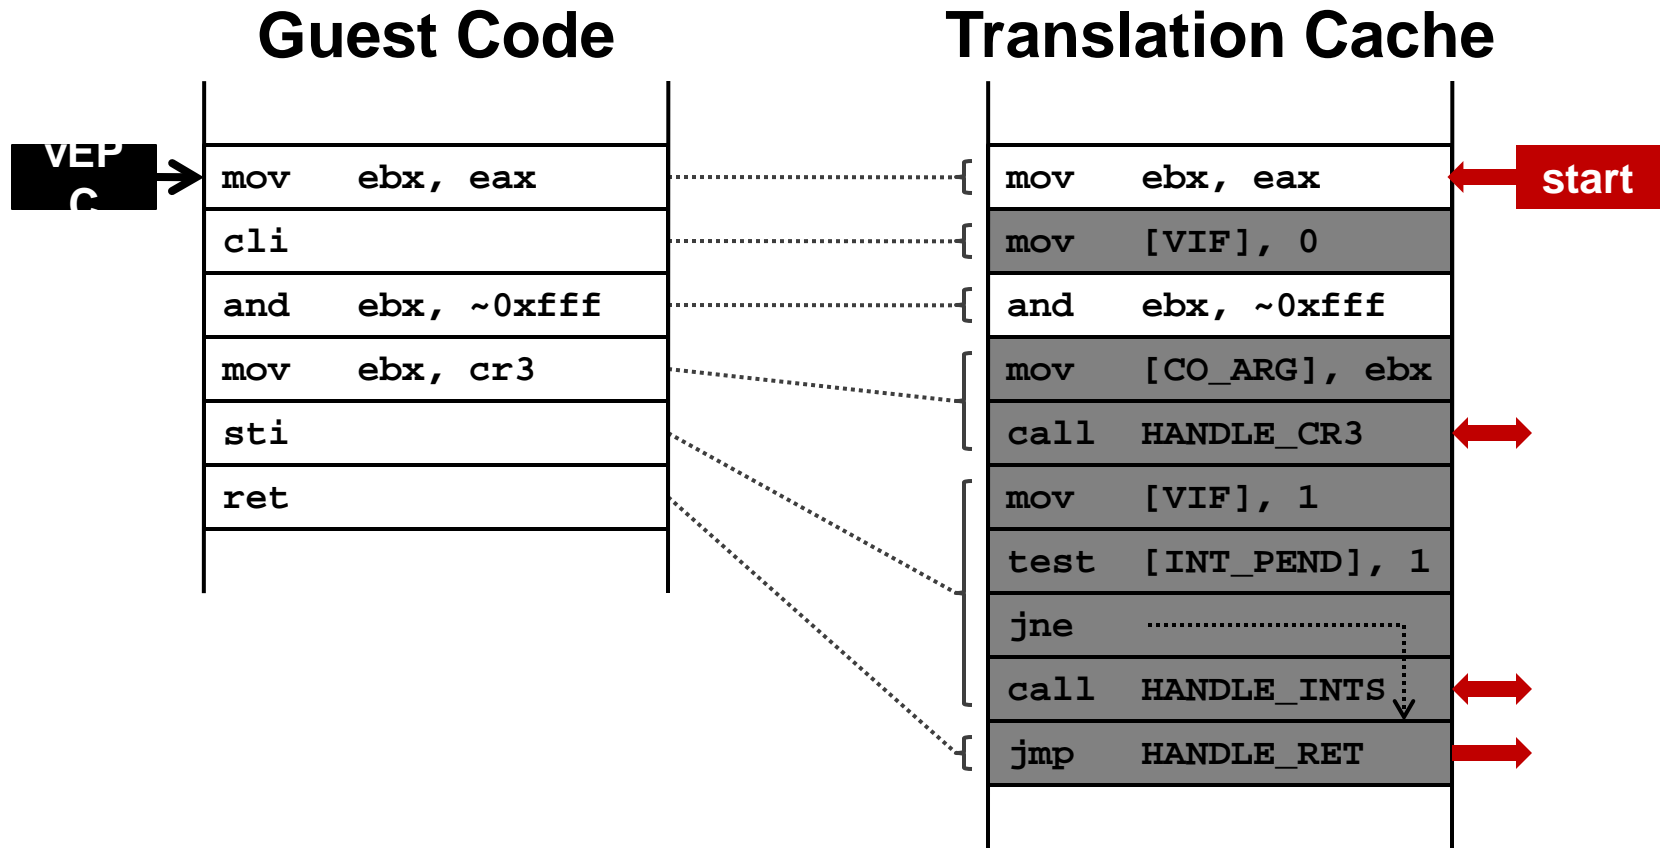 Guest Code
Translation Cache
VEP
C
mov ebx, eax
cli
and ebx, ~0xfff
mov ebx, cr3
sti
ret
mov ebx, eax
mov [VIF], 0
and ebx, ~0xfff
mov [CO_ARG], ebx
call HANDLE_CR3
mov [VIF], 1
test [INT_PEND], 1
jne
call HANDLE_INTS
jmp HANDLE_RET
start